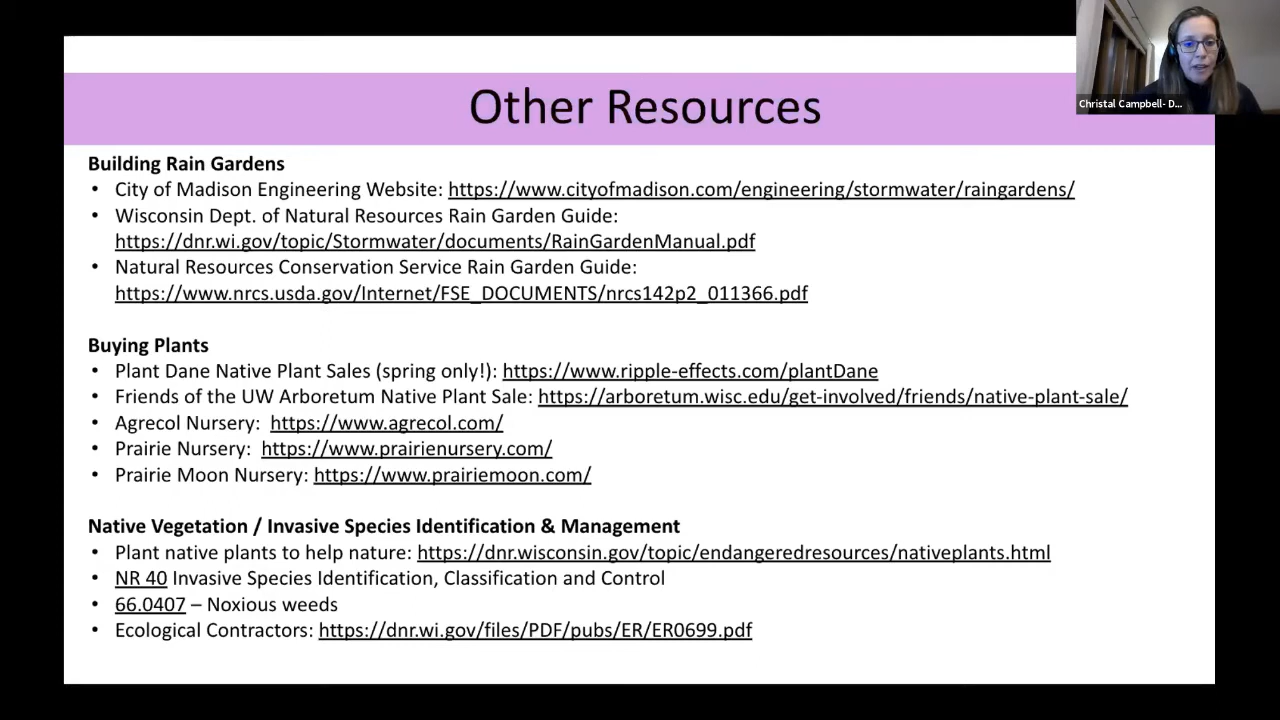 Other Resources
Christal Campbell- D...
Building Rain Gardens
• City of Madison Engineering Website: https://www.cityofmadison.com/engineering/stormwater/raingardens/
• Wisconsin Dept. of Natural Resources Rain Garden Guide:
https://dnr.wi.gov/topic/Stormwater/documents/RainGardenManual.pdf
• Natural Resources Conservation Service Rain Garden Guide:
https://www.nrcs.usda.gov/Internet/FSE_DOCUMENTS/nrcs142p2_011366.pdf
Buying Plants
• Plant Dane Native Plant Sales (spring only!): https://www.ripple-effects.com/plantDane
• Friends of the UW Arboretum Native Plant Sale: https://arboretum.wisc.edu/get-involved/friends/native-plant-sale/
• Agrecol Nursery: https://www.agrecol.com/
• Prairie Nursery: https://www.prairienursery.com/
• Prairie Moon Nursery: https://www.prairiemoon.com/
Native Vegetation / Invasive Species Identification & Management
• Plant native plants to help nature: https://dnr.wisconsin.gov/topic/endangeredresources/nativeplants.html
• NR 40 Invasive Species Identification, Classification and Control
• 66.0407 – Noxious weeds
• Ecological Contractors: https://dnr.wi.gov/files/PDF/pubs/ER/ER0699.pdf